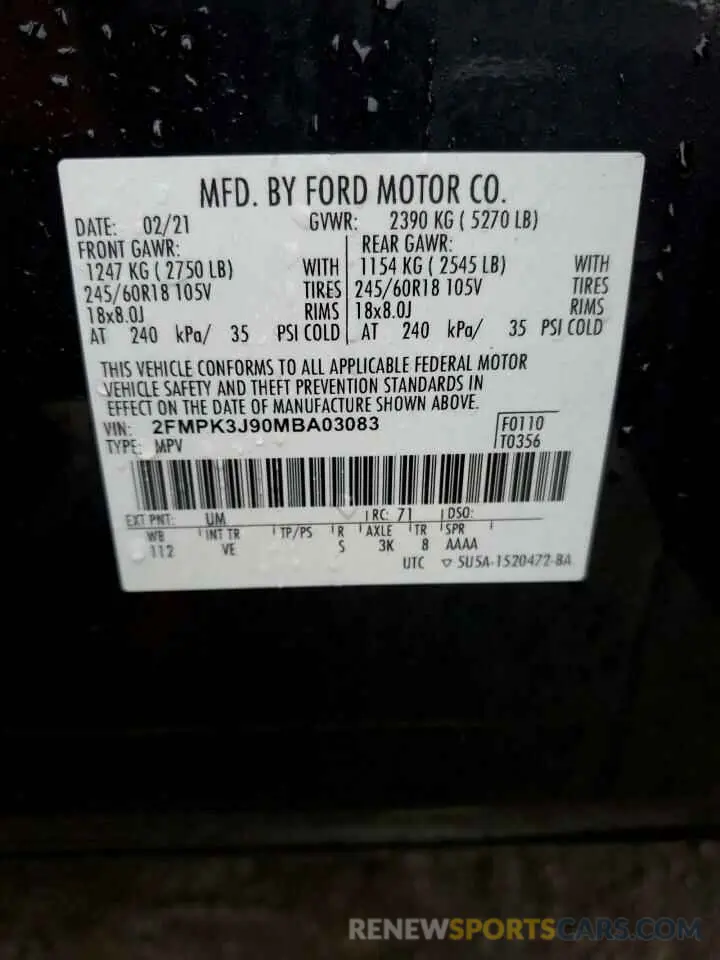 MFD. BY FORD MOTOR CO.
DATE: 02/21 GVWR: 2390 KG ( 5270 LB)
FRONT GAWR: REAR GAWR:
1247 KG ( 2750 LB) WITH 1154 KG ( 2545 LB) WITH
245/60R18 105V TIRES 245/60R18 105V TIRES
18x8.0J RIMS 18x8.0J RIMS
AT 240 kPa/ 35 PSI COLD AT 240 kPa/ 35 PSI COLD
THIS VEHICLE CONFORMS TO ALL APPLICABLE FEDERAL MOTOR
VEHICLE SAFETY AND THEFT PREVENTION STANDARDS IN
EFFECT ON THE DATE OF MANUFACTURE SHOWN ABOVE.
VIN: 2FMPK3J90MBA03083 F0110
TYPE: MPV T0356
EXT PNT: UM RC: 71 DSO:
WB INT TR TP/PS R AXLE TR SPR
112 VE S 3K 8 AAAA
UTC ▽ 5U5A-1520472-BA
RENEWSPORTSCARS.COM